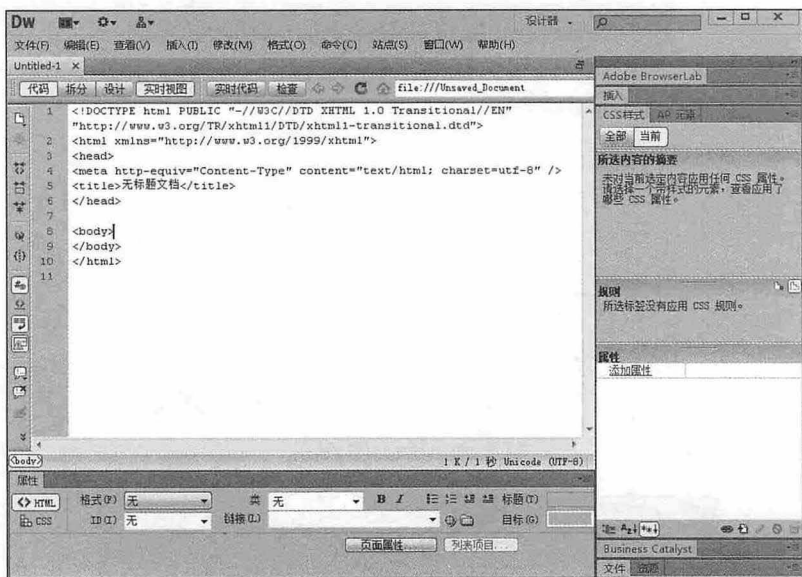 Dw
设计器
文件(F) 编辑(E) 查看(V) 插入(I) 修改(M) 格式(O) 命令(C) 站点(S) 窗口(W) 帮助(H)
Untitled-1
代码 拆分 设计 实时视图 实时代码 检查 file:///Unsaved_Document
1 <!DOCTYPE html PUBLIC "-//W3C//DTD XHTML 1.0 Transitional//EN"
"http://www.w3.org/TR/xhtml1/DTD/xhtml1-transitional.dtd">
2 <html xmlns="http://www.w3.org/1999/xhtml">
3 <head>
4 <meta http-equiv="Content-Type" content="text/html; charset=utf-8" />
5 <title>无标题文档</title>
6 </head>
7
8 <body>
9 </body>
10 </html>
11
<body>
1 K / 1 秒 Unicode (UTF-8)
属性
<> HTML 格式(F) 无 类 无 B I 标题(T)
CSS ID(I) 无 链接(L) 目标(G)
页面属性... 列表项目...
Adobe BrowserLab
插入
CSS样式 AP 元素
全部 当前
所选内容的摘要
未对当前选定内容应用任何 CSS 属性。
请选择一个带样式的元素，查看应用了
哪些 CSS 属性。
规则
所选标签没有应用 CSS 规则。
属性
添加属性
Business Catalyst
文件 资源